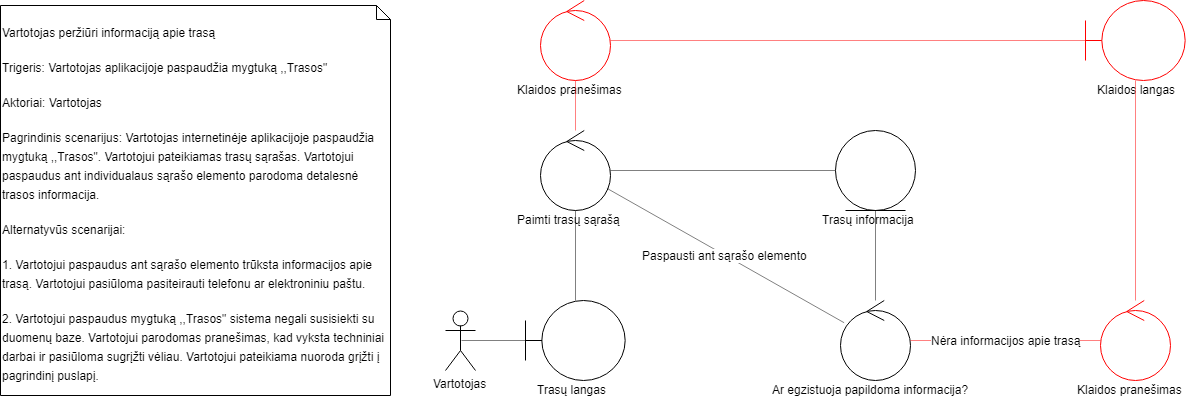 Vartotojas peržiūri informaciją apie trasą
Trigeris: Vartotojas aplikacijoje paspaudžia mygtuką ,,Trasos"
Aktoriai: Vartotojas
Pagrindinis scenarijus: Vartotojas internetinėje aplikacijoje paspaudžia
mygtuką ,,Trasos". Vartotojui pateikiamas trasų sąrašas. Vartotojui
paspaudus ant individualaus sąrašo elemento parodoma detalesnė
trasos informacija.
Alternatyvūs scenarijai:
1. Vartotojui paspaudus ant sąrašo elemento trūksta informacijos apie
trasą. Vartotojui pasiūloma pasiteirauti telefonu ar elektroniniu paštu.
2. Vartotojui paspaudus mygtuką ,,Trasos" sistema negali susisiekti su
duomenų baze. Vartotojui parodomas pranešimas, kad vyksta techniniai
darbai ir pasiūloma sugrįžti vėliau. Vartotojui pateikiama nuoroda grįžti į
pagrindinį puslapį.
Klaidos pranešimas
Klaidos langas
Paimti trasų sąrašą
Trasų informacija
Paspausti ant sąrašo elemento
Nėra informacijos apie trasą
Vartotojas
Trasų langas
Ar egzistuoja papildoma informacija?
Klaidos pranešimas